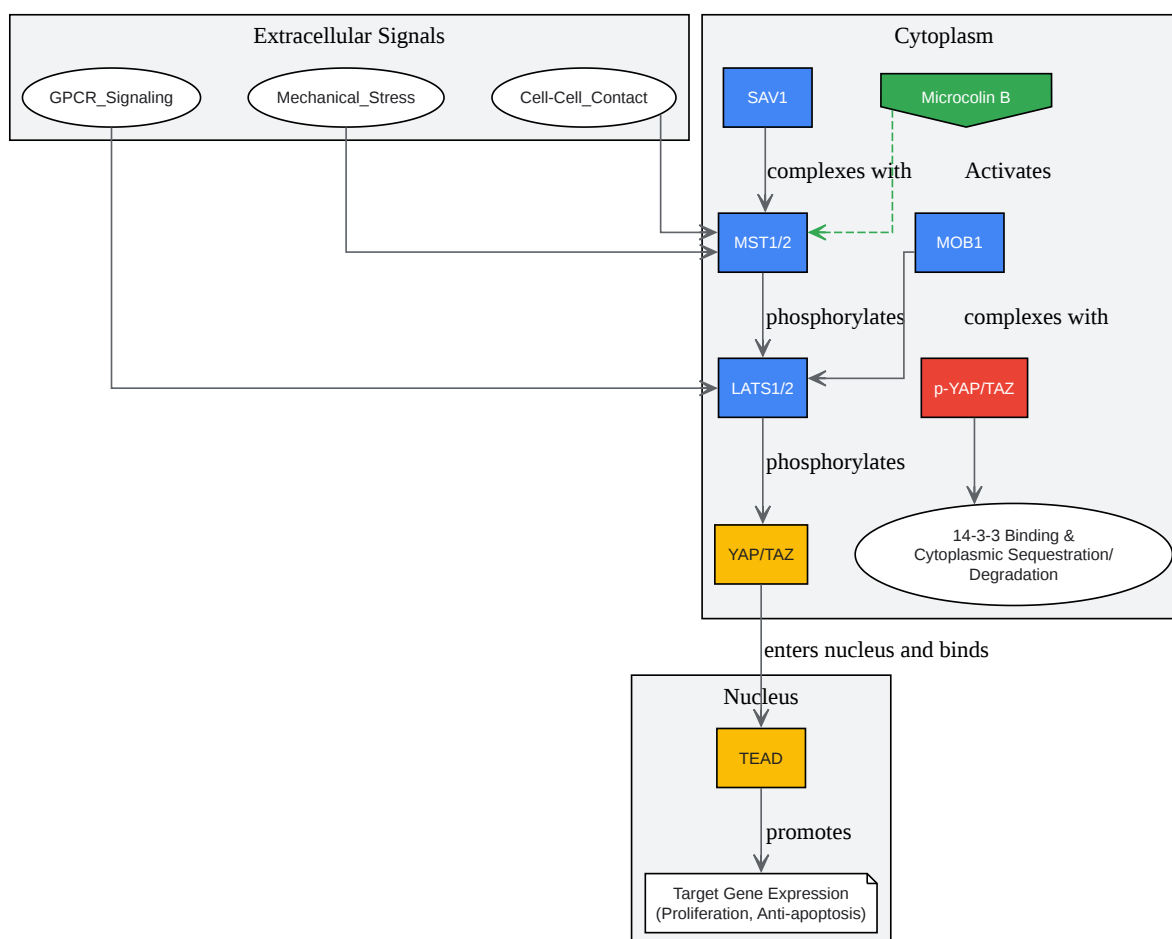 Extracellular Signals
Cytoplasm
GPCR_Signaling
Mechanical_Stress
Cell-Cell_Contact
SAV1
Microcolin B
complexes with
Activates
MST1/2
MOB1
phosphorylates
complexes with
LATS1/2
p-YAP/TAZ
phosphorylates
YAP/TAZ
14-3-3 Binding &
Cytoplasmic Sequestration/
Degradation
enters nucleus and binds
Nucleus
TEAD
promotes
Target Gene Expression
(Proliferation, Anti-apoptosis)